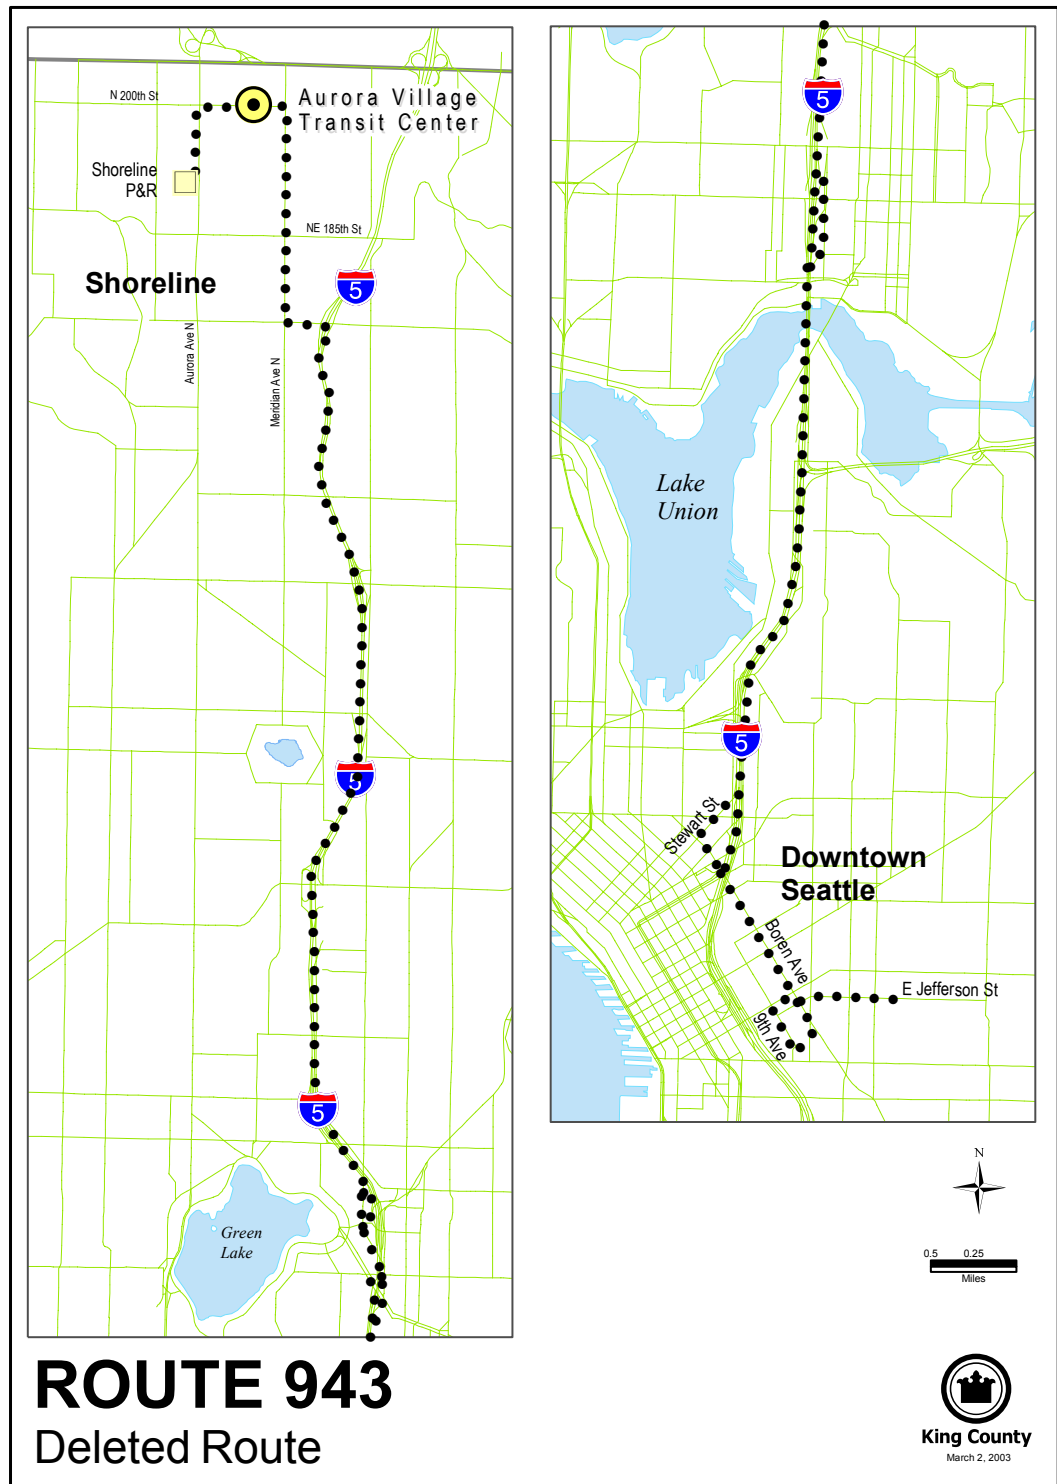 N 200th St
Aurora Village
Transit Center
Shoreline
P&R
NE 185th St
Shoreline
5
Aurora Ave N
Meridian Ave N
5
5
Green
Lake
5
Lake
Union
5
Stewart St
Downtown
Seattle
Boren Ave
E Jefferson St
9th Ave
N
0.5 0.25
Miles
ROUTE 943
Deleted Route
King County
March 2, 2003